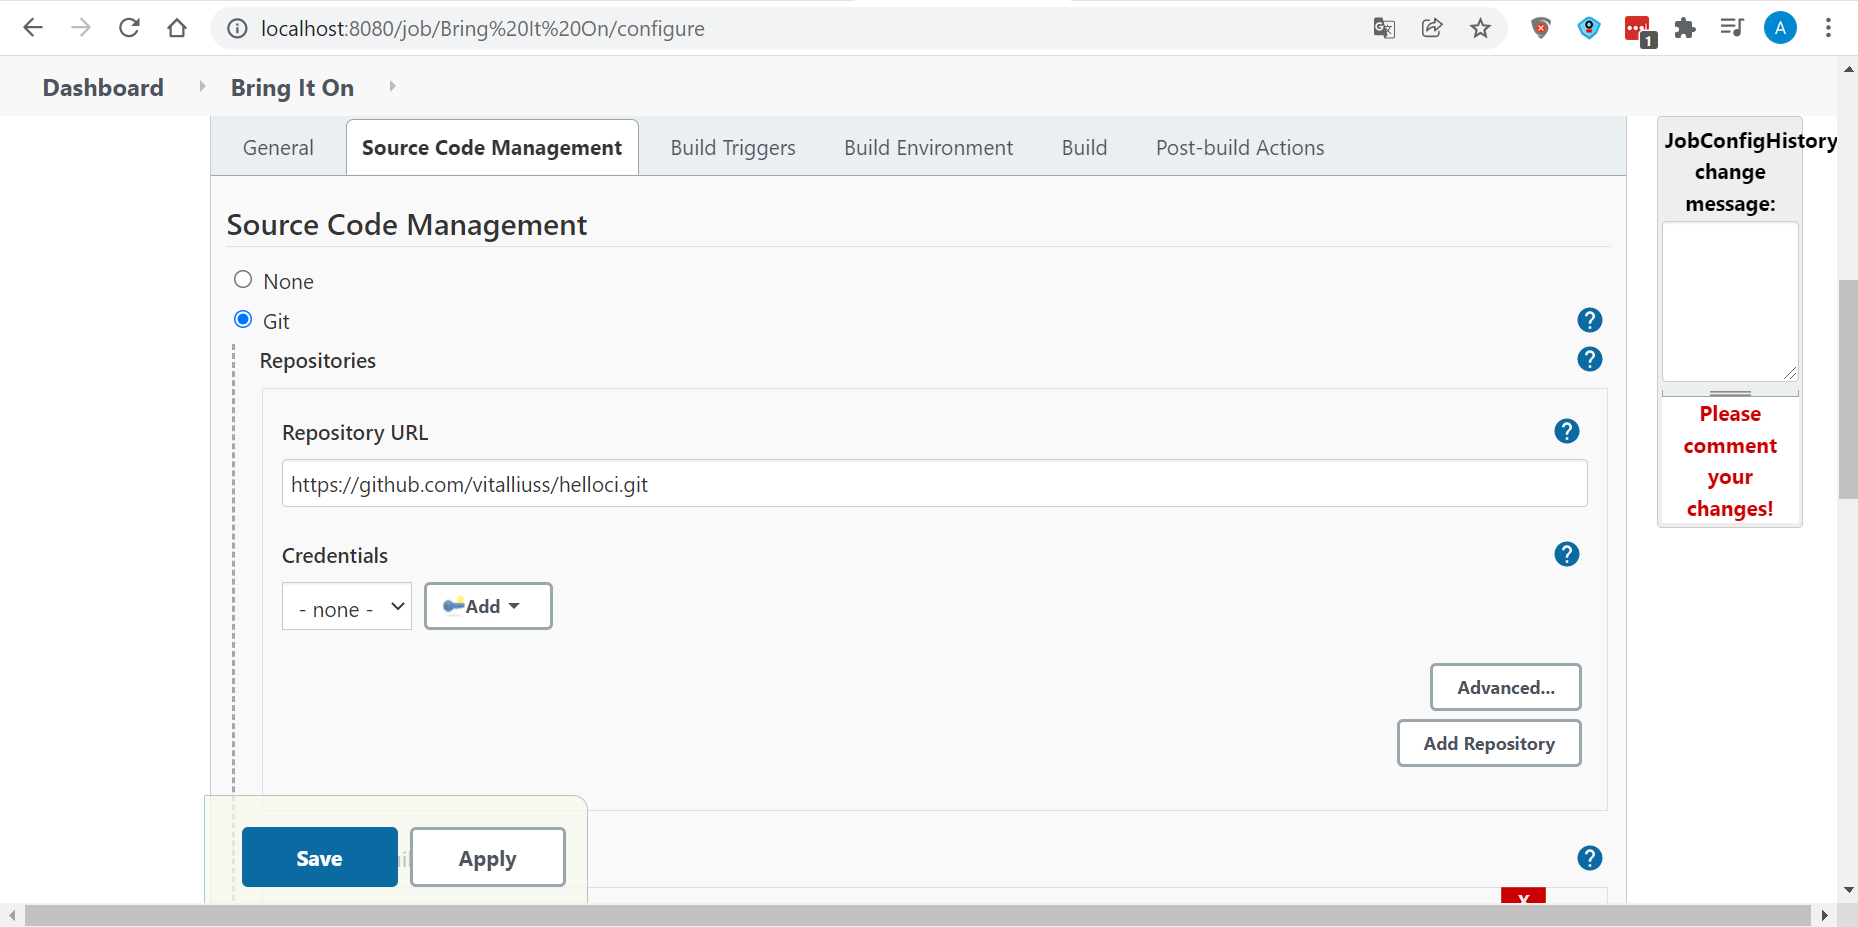 localhost:8080/job/Bring%20It%20On/configure
1
A
Dashboard
Bring It On
General
Source Code Management
Build Triggers
Build Environment
Build
Post-build Actions
JobConfigHistory
change
message:
Source Code Management
None
Git
?
Repositories
?
Repository URL
?
https://github.com/vitalliuss/helloci.git
Credentials
?
- none -
Add
Advanced...
Add Repository
Please
comment
your
changes!
Save
Apply
?
X